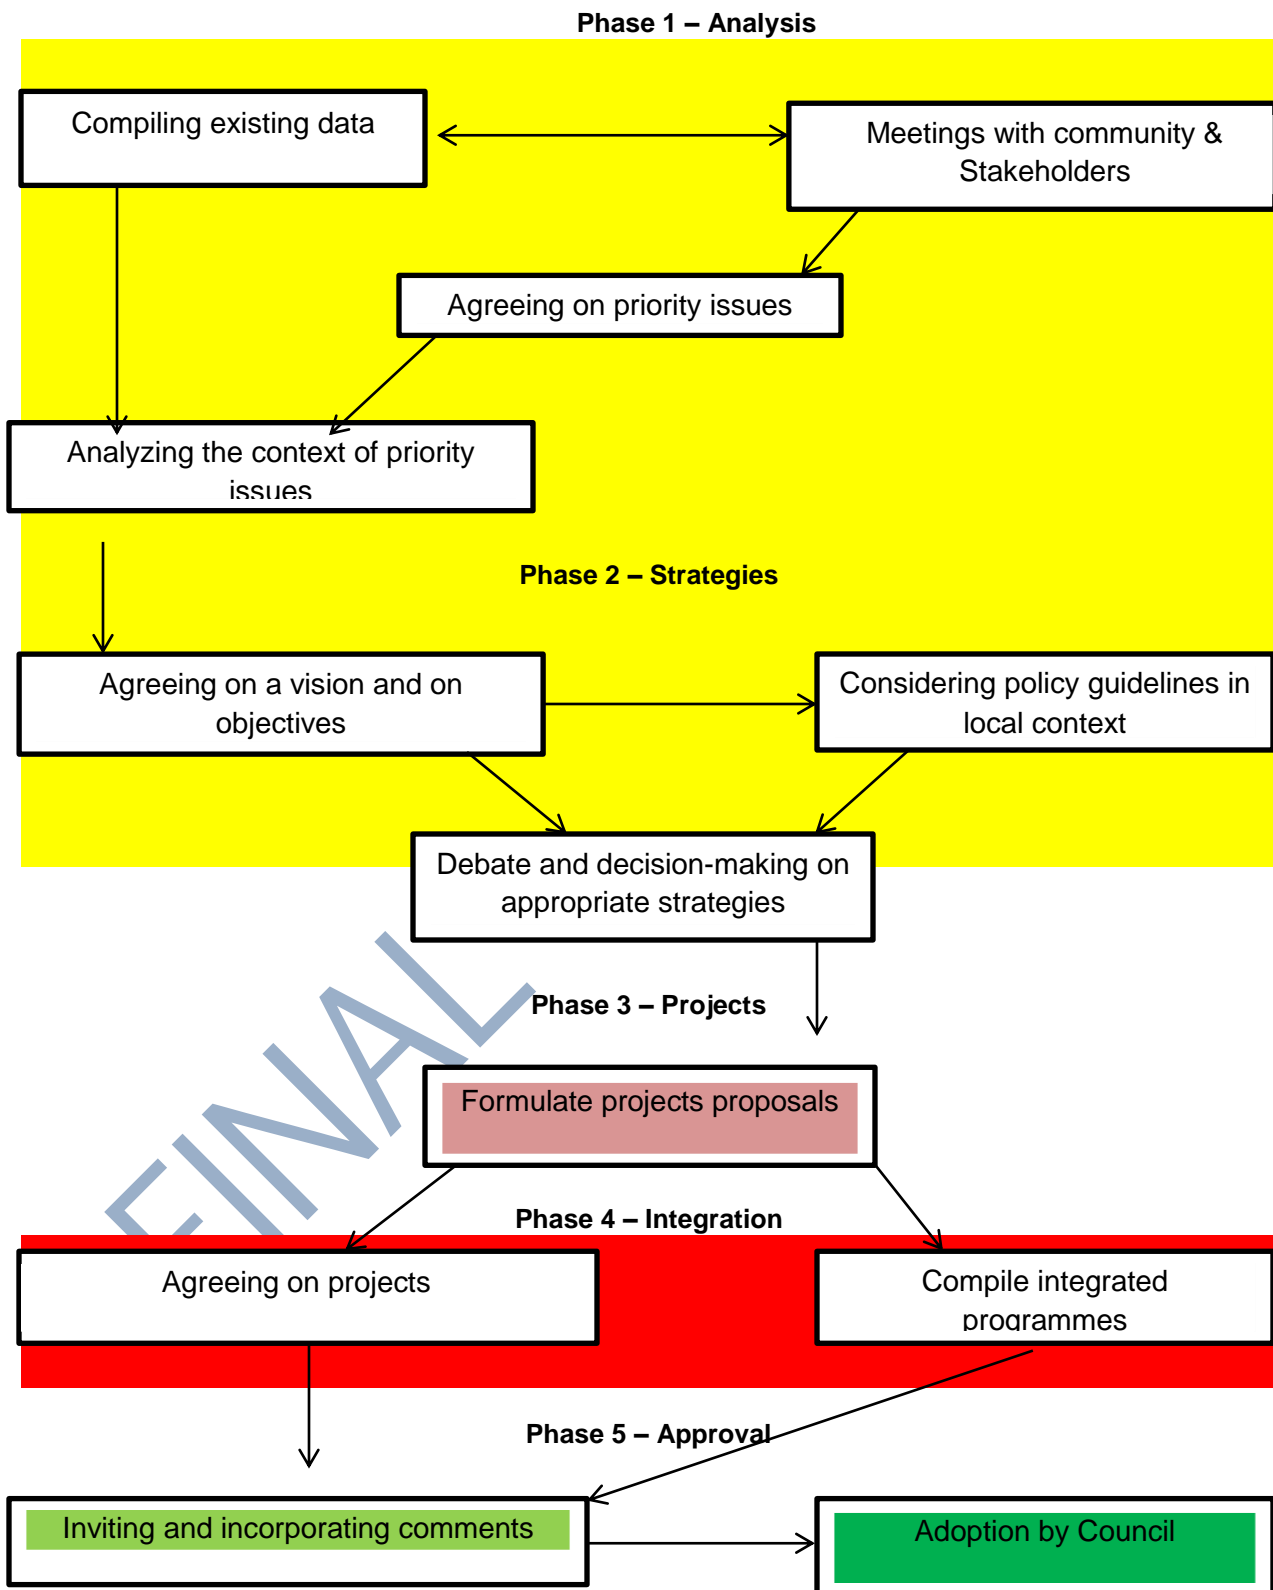 Phase 1 – Analysis
Compiling existing data
Meetings with community &
Stakeholders
Agreeing on priority issues
Analyzing the context of priority
issues
Phase 2 – Strategies
Agreeing on a vision and on
objectives
Considering policy guidelines in
local context
Debate and decision-making on
appropriate strategies
Phase 3 – Projects
FINAL
Formulate projects proposals
Phase 4 – Integration
Agreeing on projects
Compile integrated
programmes
Phase 5 – Approval
Inviting and incorporating comments
Adoption by Council